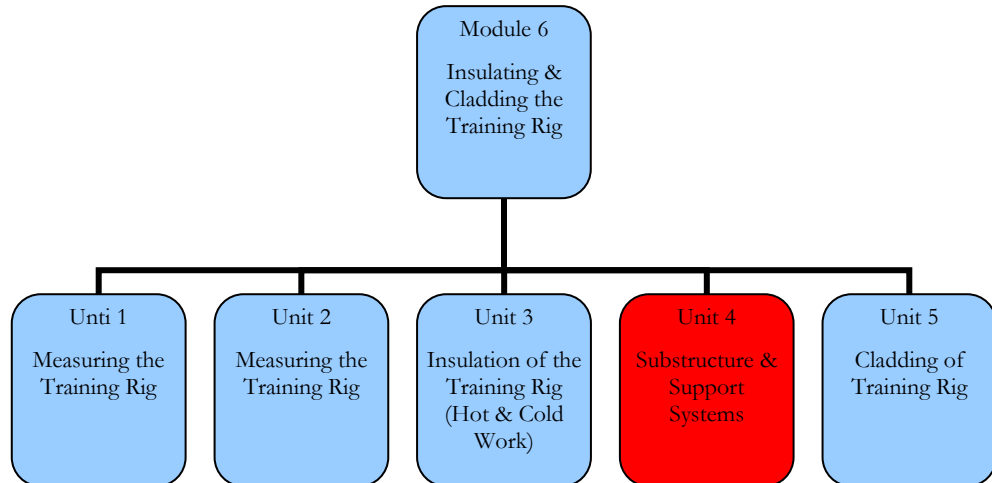 Module 6
Insulating &
Cladding the
Training Rig
Unti 1
Measuring the
Training Rig
Unit 2
Measuring the
Training Rig
Unit 3
Insulation of the
Training Rig
(Hot & Cold
Work)
Unit 4
Substructure &
Support
Systems
Unit 5
Cladding of
Training Rig